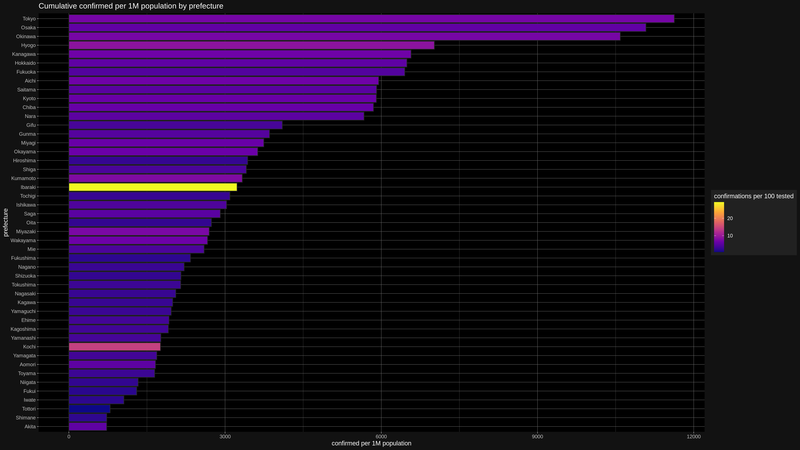 Cumulative confirmed per 1M population by prefecture
Tokyo
Osaka
Okinawa
Hyogo
Kanagawa
Hokkaido
Fukuoka
Aichi
Saitama
Kyoto
Chiba
Nara
Gifu
Gunma
Miyagi
Okayama
Hiroshima
Shiga
Kumamoto
Ibaraki
Tochigi
Ishikawa
Saga
Oita
Miyazaki
Wakayama
Mie
Fukushima
Nagano
Shizuoka
Tokushima
Nagasaki
Kagawa
Yamaguchi
Ehime
Kagoshima
Yamanashi
Kochi
Yamagata
Aomori
Toyama
Niigata
Fukui
Iwate
Tottori
Shimane
Akita
prefecture
0 3000 6000 9000 12000
confirmed per 1M population
confirmations per 100 tested
20
10